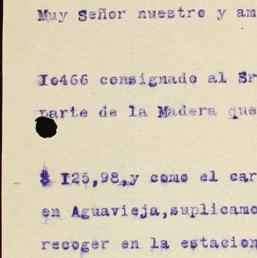 Muy Señor nuestro y am
Io466 consignado al Sr
parte de la Madera que
$ I25,98,y como el car
en Aguavieja,suplicamo
recoger en la estacion